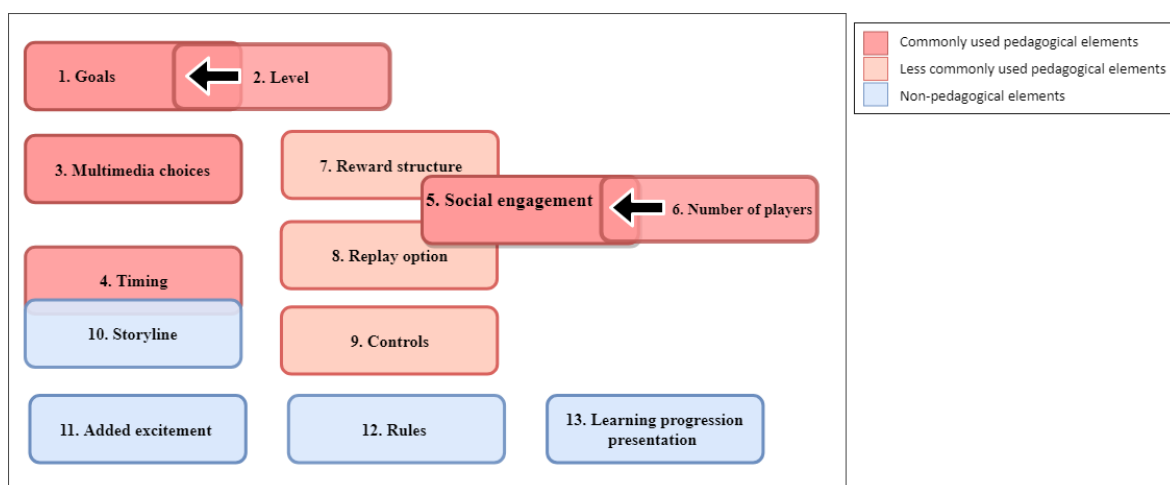 1. Goals
2. Level
3. Multimedia choices
7. Reward structure
5. Social engagement
6. Number of players
4. Timing
8. Replay option
10. Storyline
9. Controls
11. Added excitement
12. Rules
13. Learning progression
presentation
Commonly used pedagogical elements
Less commonly used pedagogical elements
Non-pedagogical elements